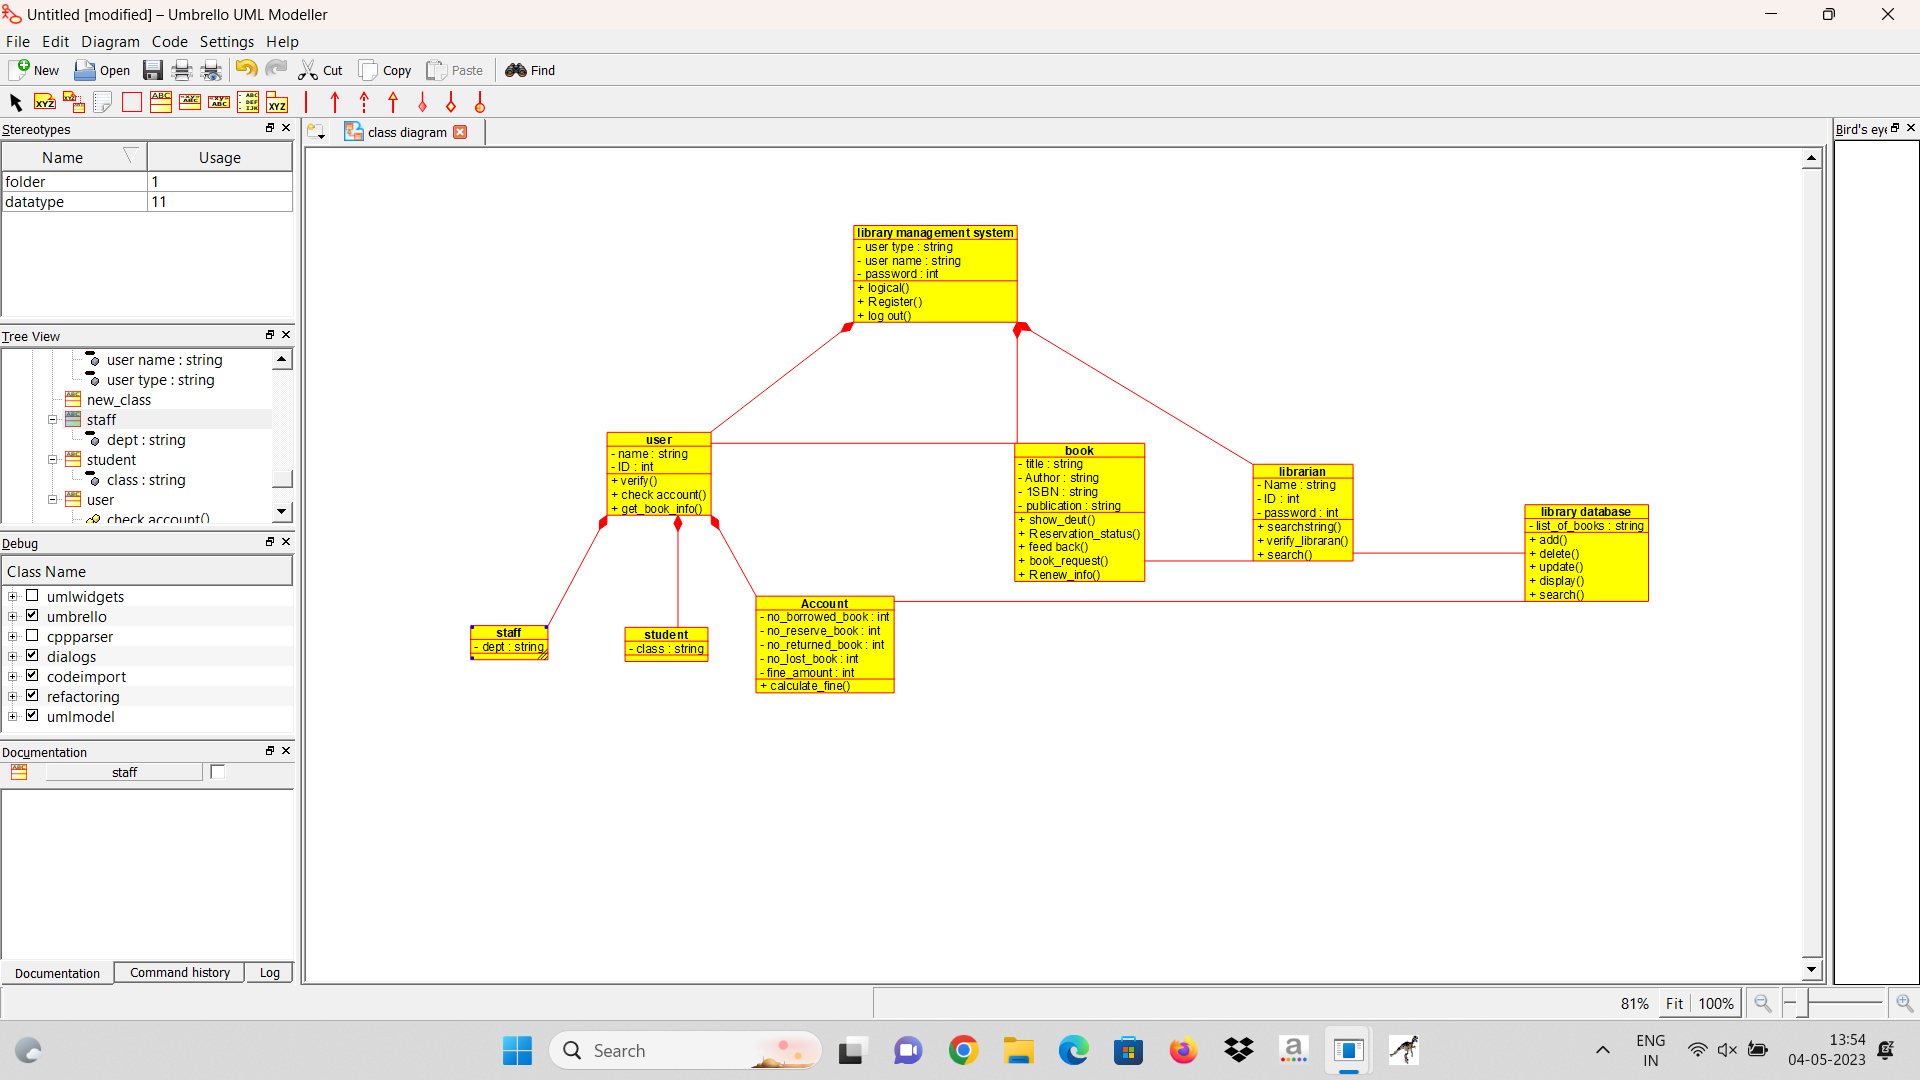 Untitled [modified] – Umbrello UML Modeller
File Edit Diagram Code Settings Help
New Open Cut Copy Paste Find
Stereotypes
Name Usage
folder 1
datatype 11
Tree View
user name : string
user type : string
new_class
staff
dept : string
student
class : string
user
check account()
Debug
Class Name
umlwidgets
umbrello
cppparser
dialogs
codeimport
refactoring
umlmodel
Documentation
staff
Documentation Command history Log
class diagram
library management system
- user type : string
- user name : string
- password : int
+ logical()
+ Register()
+ log out()
user
- name : string
- ID : int
+ verify()
+ check account()
+ get_book_info()
book
- title : string
- Author : string
- 1SBN : string
- publication : string
+ show_deut()
+ Reservation_status()
+ feed back()
+ book_request()
+ Renew_info()
librarian
- Name : string
- ID : int
- password : int
+ searchstring()
+ verify_libraran()
+ search()
library database
- list_of_books : string
+ add()
+ delete()
+ update()
+ display()
+ search()
staff
- dept : string
student
- class : string
Account
- no_borrowed_book : int
- no_reserve_book : int
- no_returned_book : int
- no_lost_book : int
- fine_amount : int
+ calculate_fine()
Bird's eye
81% Fit 100%
Search
ENG
IN
13:54
04-05-2023